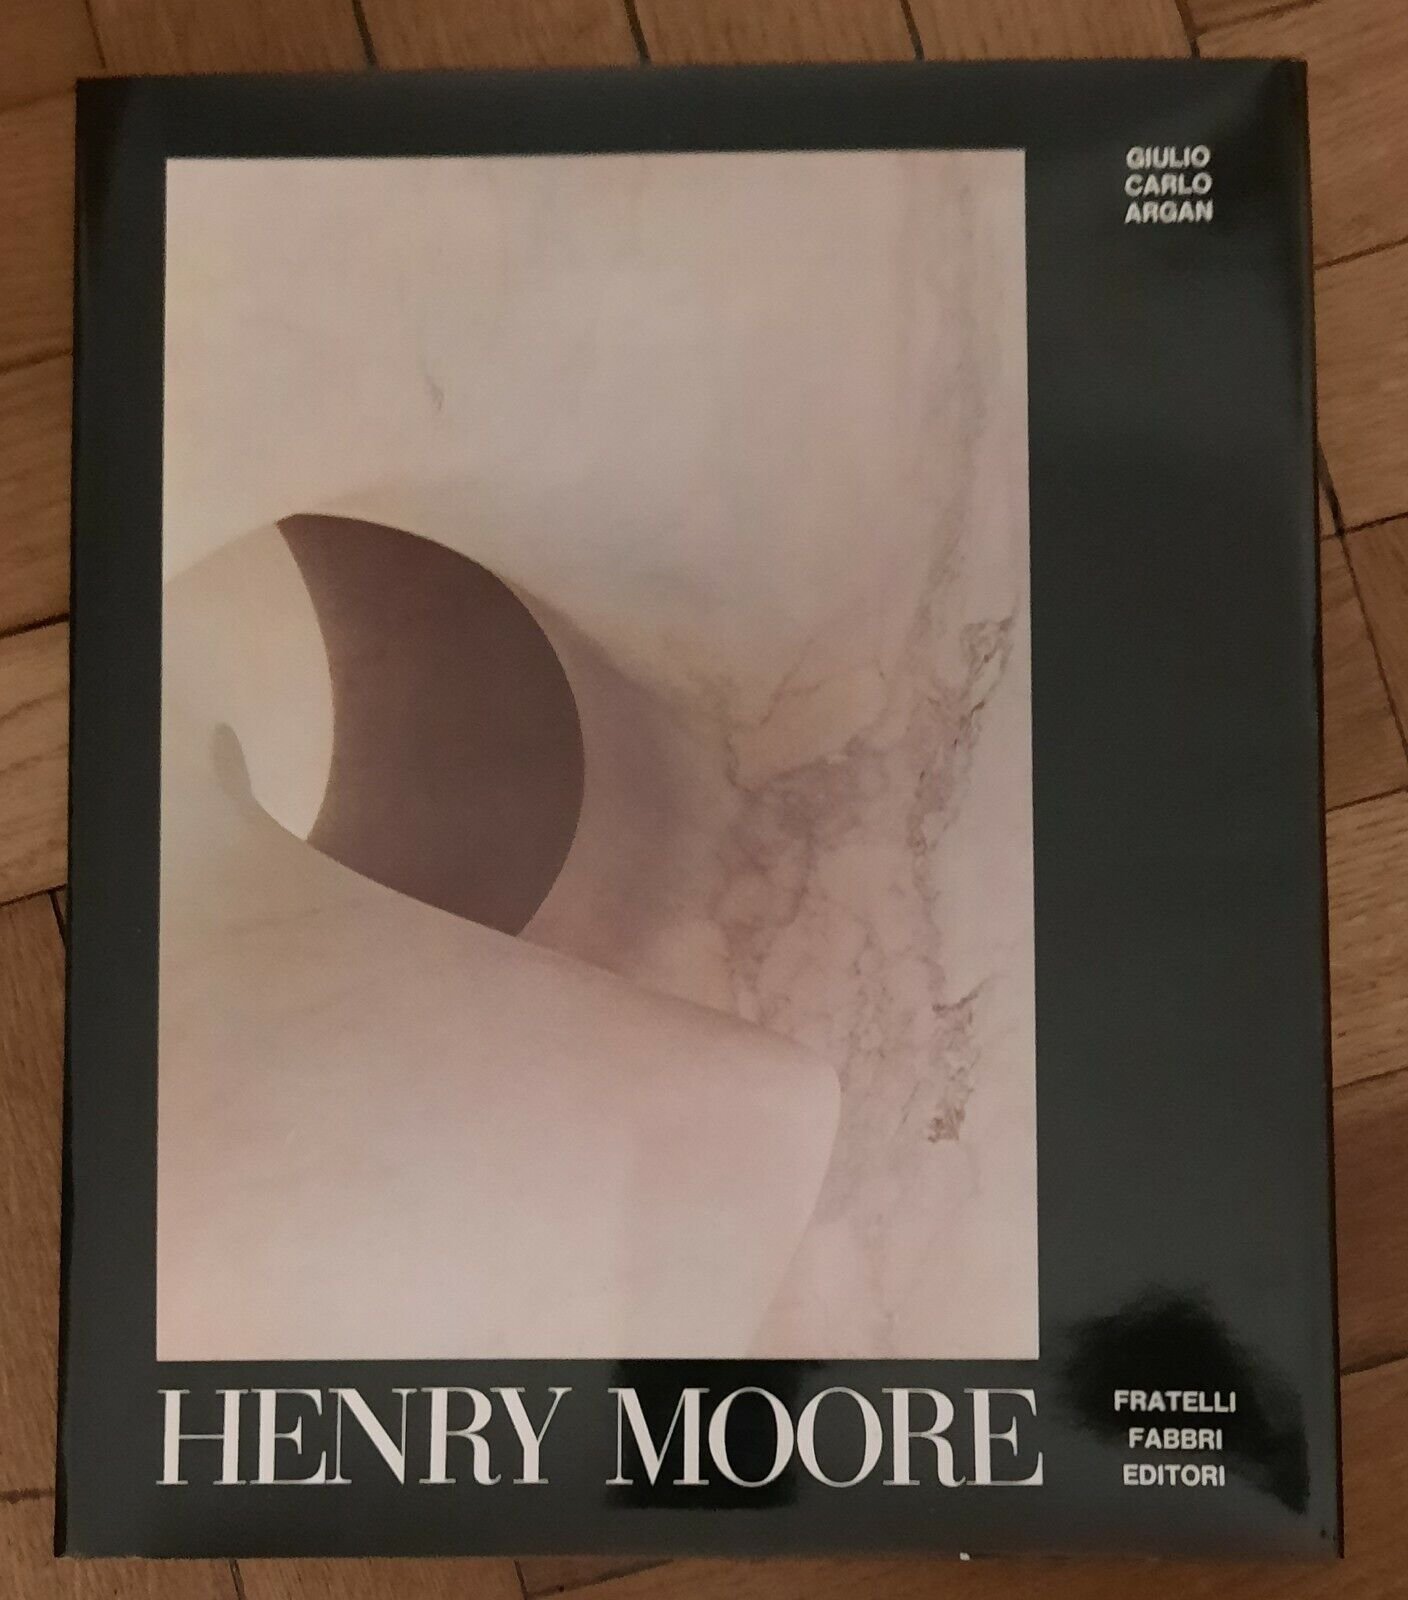 GIULIO
CARLO
ARGAN
HENRY MOORE
FRATELLI
FABBRI
EDITORI